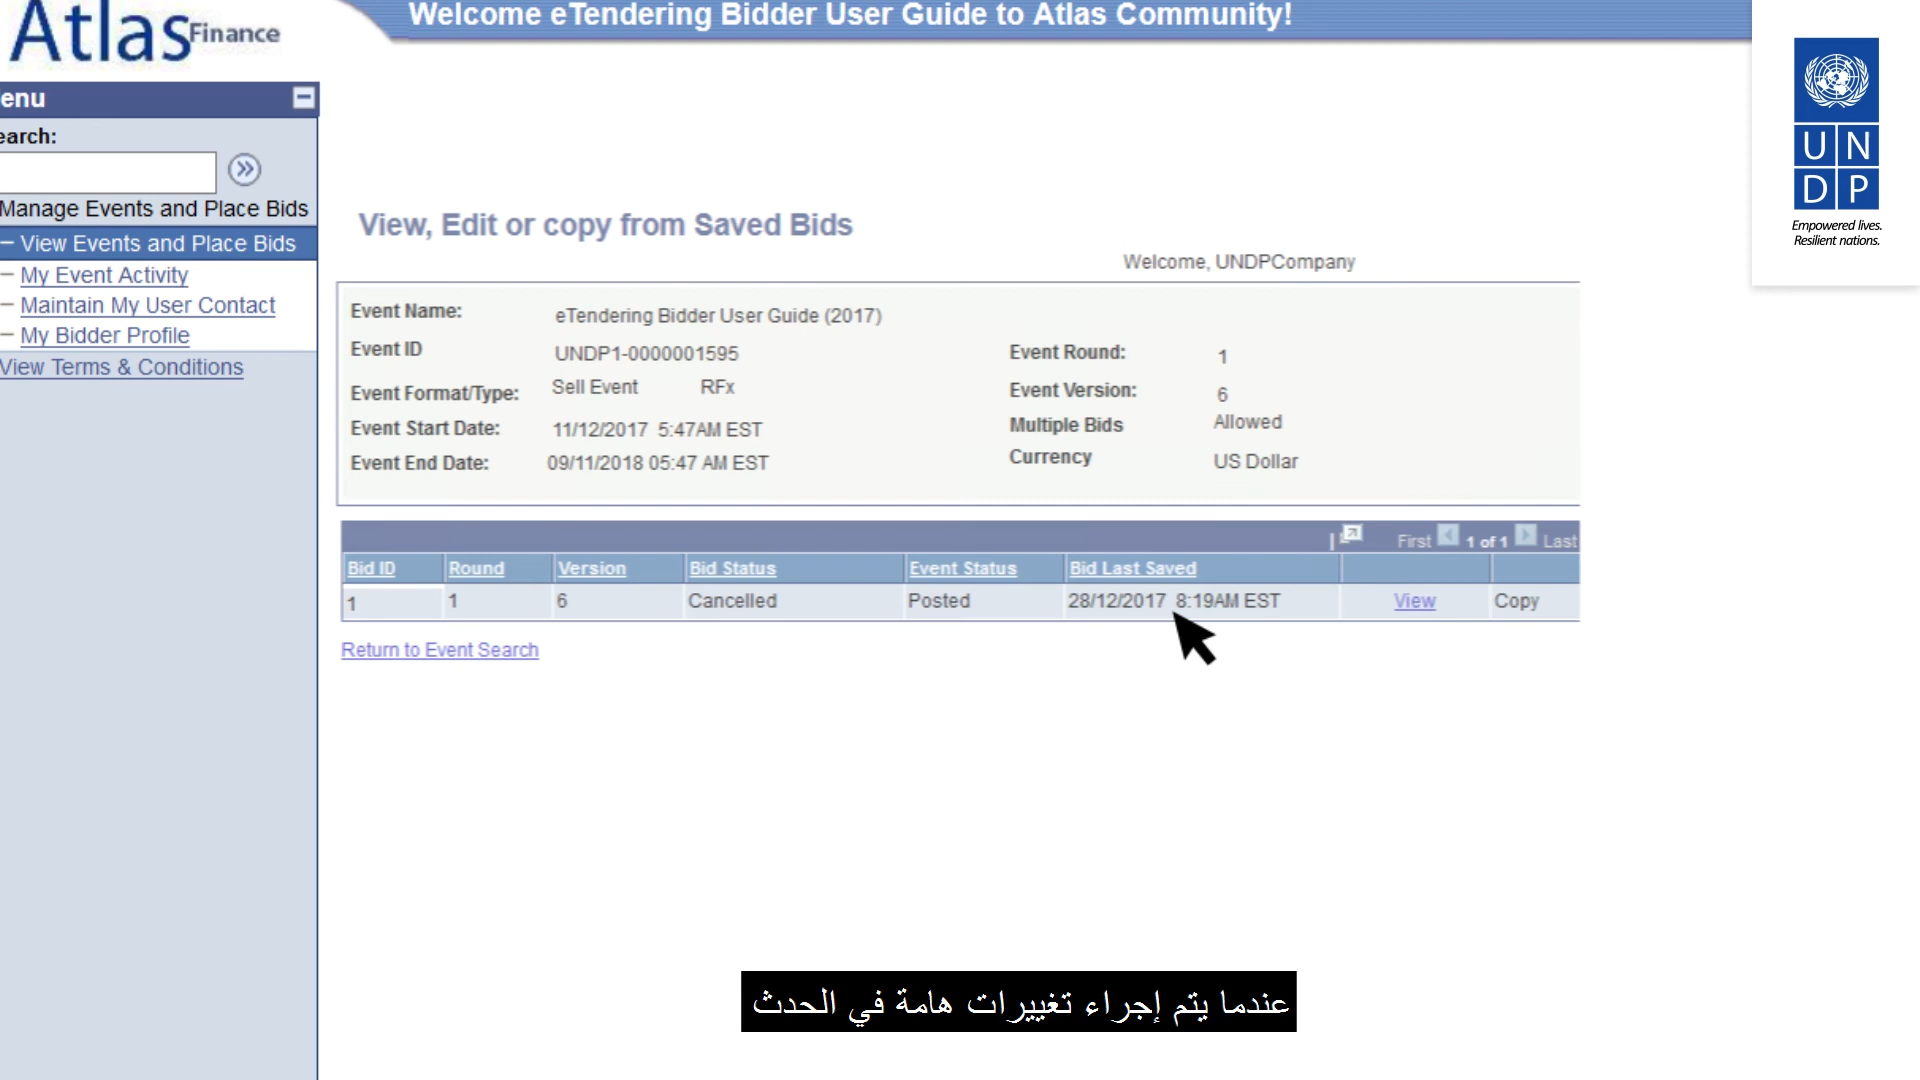 Atlas Finance
Welcome eTendering Bidder User Guide to Atlas Community!
enu
earch:
Manage Events and Place Bids
– View Events and Place Bids
– My Event Activity
– Maintain My User Contact
– My Bidder Profile
View Terms & Conditions
U N
D P
Empowered lives.
Resilient nations.
View, Edit or copy from Saved Bids
Welcome, UNDPCompany
Event Name: eTendering Bidder User Guide (2017)
Event ID UNDP1-0000001595 Event Round: 1
Event Format/Type: Sell Event RFx Event Version: 6
Event Start Date: 11/12/2017 5:47AM EST Multiple Bids Allowed
Event End Date: 09/11/2018 05:47 AM EST Currency US Dollar
| First 1 of 1 Last
Bid ID Round Version Bid Status Event Status Bid Last Saved
1 1 6 Cancelled Posted 28/12/2017 8:19AM EST View Copy
Return to Event Search
عندما يتم إجراء تغييرات هامة في الحدث